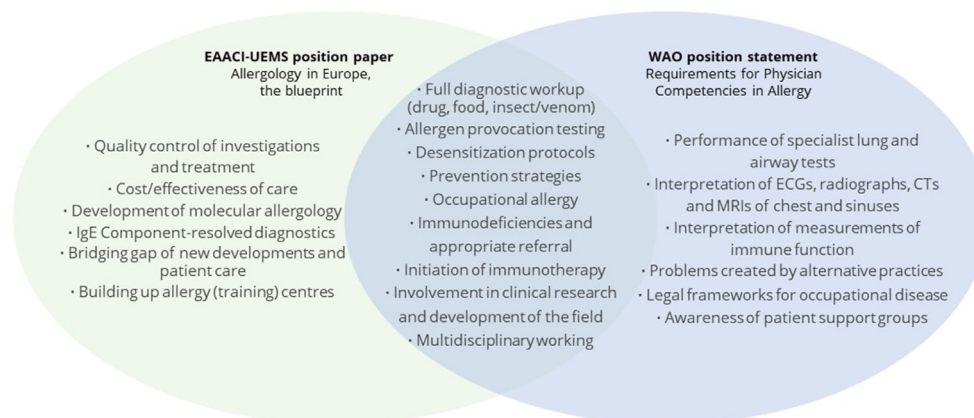 EAACI-UEMS position paper
Allergology in Europe,
the blueprint
· Quality control of investigations
and treatment
· Cost/effectiveness of care
· Development of molecular allergology
· IgE Component-resolved diagnostics
· Bridging gap of new developments and
patient care
· Building up allergy (training) centres
· Full diagnostic workup
(drug, food, insect/venom)
· Allergen provocation testing
· Desensitization protocols
· Prevention strategies
· Occupational allergy
· Immunodeficiencies and
appropriate referral
· Initiation of immunotherapy
· Involvement in clinical research
and development of the field
· Multidisciplinary working
WAO position statement
Requirements for Physician
Competencies in Allergy
· Performance of specialist lung and
airway tests
· Interpretation of ECGs, radiographs, CTs
and MRIs of chest and sinuses
· Interpretation of measurements of
immune function
· Problems created by alternative practices
· Legal frameworks for occupational disease
· Awareness of patient support groups